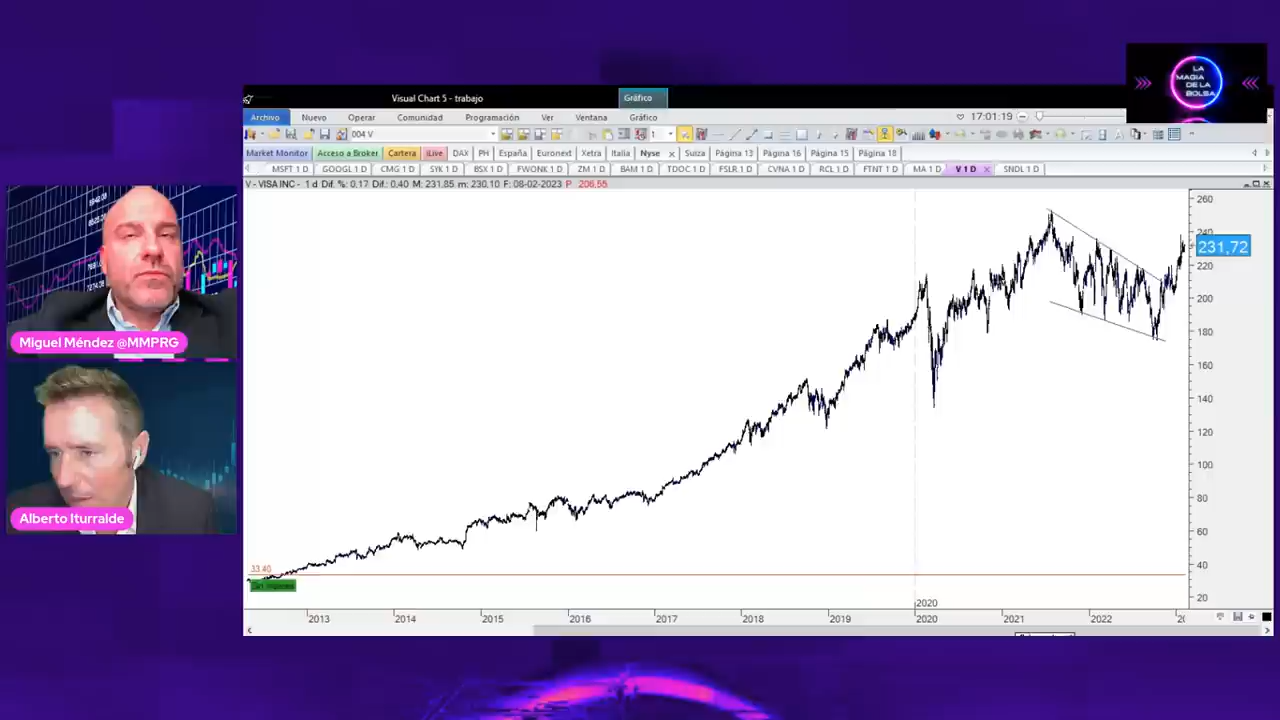 LA
MAGIA
DE LA
BOLSA
Visual Chart 5 - trabajo
Gráfico
Archivo Nuevo Operar Comunidad Programación Ver Ventana Gráfico
17:01:19
004 V
1
Market Monitor Acceso a Broker Cartera iLive DAX PH España Euronext Xetra Italia Nyse x Suiza Página 13 Página 16 Página 15 Página 18
MSFT 1 D GOOGL 1 D CMG 1 D SYK 1 D BSX 1 D FWONK 1 D ZM 1 D BAM 1 D TDOC 1 D FSLR 1 D CVNA 1 D RCL 1 D FTNT 1 D MA 1 D V 1 D x SNDL 1 D
V - VISA INC - 1 d Dif. %: 0.17 Dif.: 0.40 M: 231.85 m: 230.10 F: 08-02-2023 P 206,55
260
240
231,72
220
200
180
160
140
120
100
80
60
40
20
33.40
2020
2013 2014 2015 2016 2017 2018 2019 2020 2021 2022
Miguel Méndez @MMPRG
Alberto Iturralde